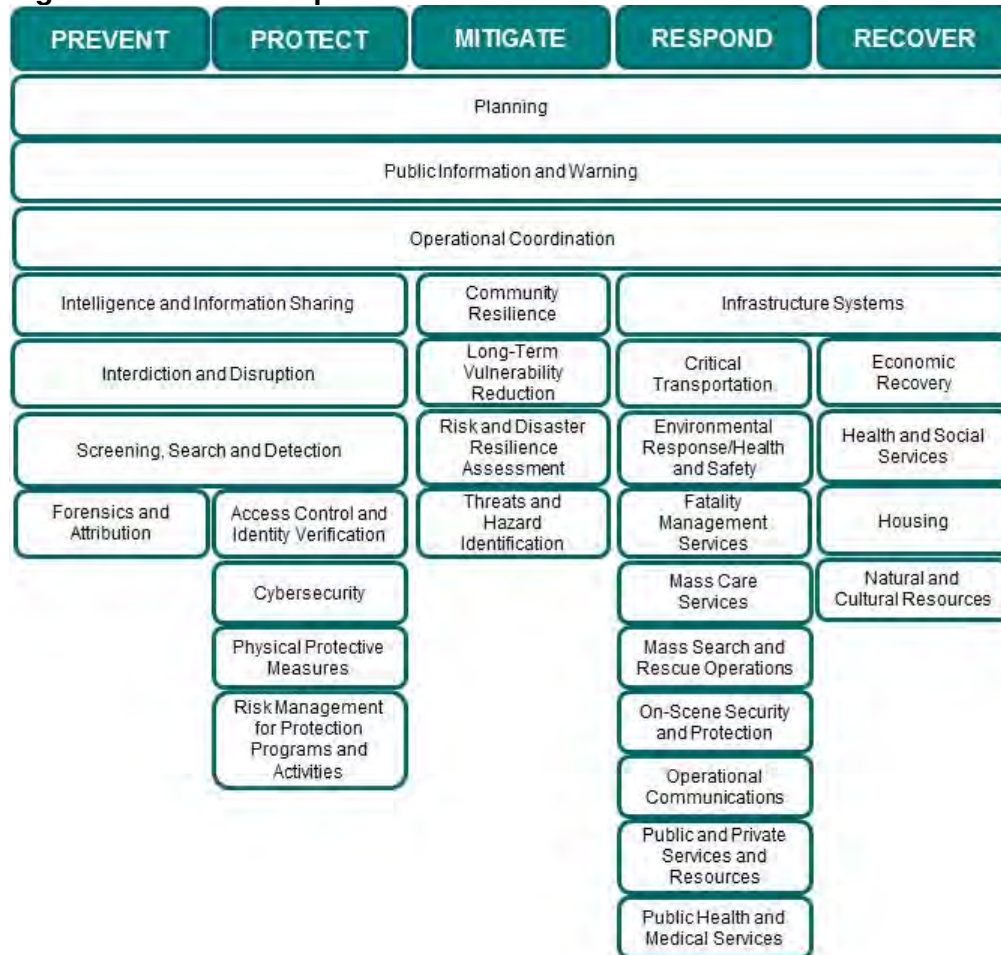 PREVENT PROTECT MITIGATE RESPOND RECOVER
Planning
Public Information and Warning
Operational Coordination
Intelligence and Information Sharing
Community
Resilience
Infrastructure Systems
Interdiction and Disruption
Long-Term
Vulnerability
Reduction
Critical
Transportation
Economic
Recovery
Screening, Search and Detection
Risk and Disaster
Resilience
Assessment
Environmental
Response/Health
and Safety
Health and Social
Services
Forensics and
Attribution
Access Control and
Identity Verification
Threats and
Hazard
Identification
Fatality
Management
Services
Housing
Cybersecurity
Mass Care
Services
Natural and
Cultural Resources
Physical Protective
Measures
Mass Search and
Rescue Operations
Risk Management
for Protection
Programs and
Activities
On-Scene Security
and Protection
Operational
Communications
Public and Private
Services and
Resources
Public Health and
Medical Services